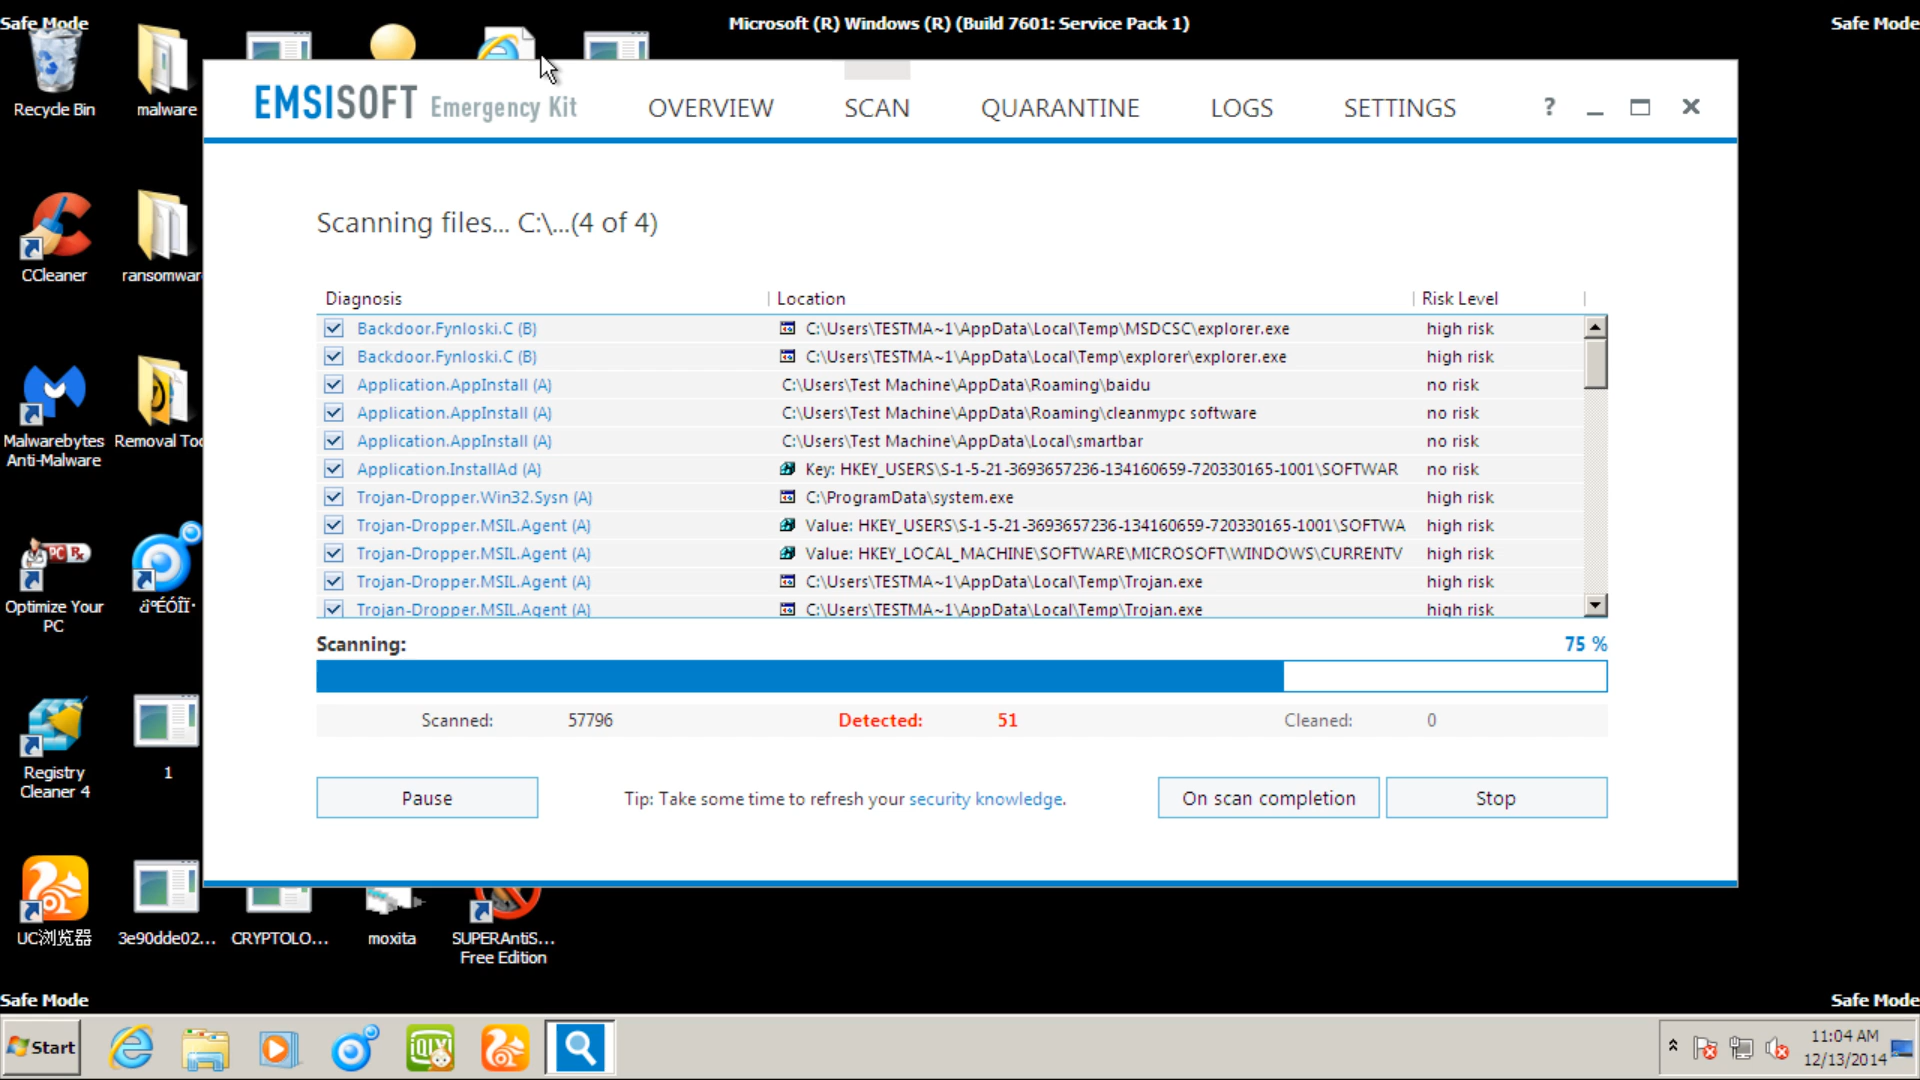 Safe Mode
Microsoft (R) Windows (R) (Build 7601: Service Pack 1)
Safe Mode
Recycle Bin
malware
CCleaner
ransomwar
Malwarebytes
Anti-Malware
Removal Too
Optimize Your
PC
Registry
Cleaner 4
1
UC浏览器
3e90dde02...
CRYPTOLO...
moxita
SUPERAntiS...
Free Edition
EMSISOFT Emergency Kit
OVERVIEW
SCAN
QUARANTINE
LOGS
SETTINGS
?
Scanning files... C:\...(4 of 4)
Diagnosis Location Risk Level
Backdoor.Fynloski.C (B) C:\Users\TESTMA~1\AppData\Local\Temp\MSDCSC\explorer.exe high risk
Backdoor.Fynloski.C (B) C:\Users\TESTMA~1\AppData\Local\Temp\explorer\explorer.exe high risk
Application.AppInstall (A) C:\Users\Test Machine\AppData\Roaming\baidu no risk
Application.AppInstall (A) C:\Users\Test Machine\AppData\Roaming\cleanmypc software no risk
Application.AppInstall (A) C:\Users\Test Machine\AppData\Local\smartbar no risk
Application.InstallAd (A) Key: HKEY_USERS\S-1-5-21-3693657236-134160659-720330165-1001\SOFTWAR no risk
Trojan-Dropper.Win32.Sysn (A) C:\ProgramData\system.exe high risk
Trojan-Dropper.MSIL.Agent (A) Value: HKEY_USERS\S-1-5-21-3693657236-134160659-720330165-1001\SOFTWA high risk
Trojan-Dropper.MSIL.Agent (A) Value: HKEY_LOCAL_MACHINE\SOFTWARE\MICROSOFT\WINDOWS\CURRENTV high risk
Trojan-Dropper.MSIL.Agent (A) C:\Users\TESTMA~1\AppData\Local\Temp\Trojan.exe high risk
Trojan-Dropper.MSIL.Agent (A) C:\Users\TESTMA~1\AppData\Local\Temp\Trojan.exe high risk
Scanning: 75 %
Scanned: 57796 Detected: 51 Cleaned: 0
Pause
Tip: Take some time to refresh your security knowledge.
On scan completion
Stop
Safe Mode
Safe Mode
Start
11:04 AM
12/13/2014